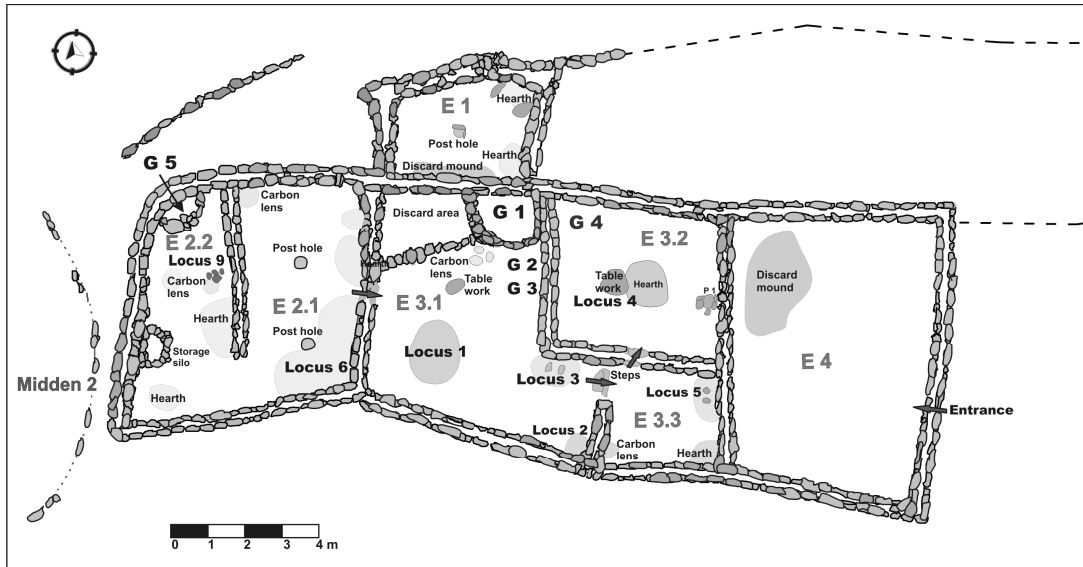 E 1
Hearth
Post hole
Hearth
Discard mound
G 5
Carbon
lens
Discard area
G 1
G 4
E 3.2
E 2.2
Locus 9
Carbon
lens
Post hole
Hearth
Carbon
lens
G 2
Table
work
G 3
Table
work
Hearth
Locus 4
P 1
Discard
mound
E 2.1
E 3.1
Hearth
Storage
silo
Post hole
Locus 1
Locus 6
Midden 2
Hearth
Locus 3
Steps
Locus 5
E 4
Entrance
Locus 2
E 3.3
Carbon
lens
Hearth
0 1 2 3 4 m